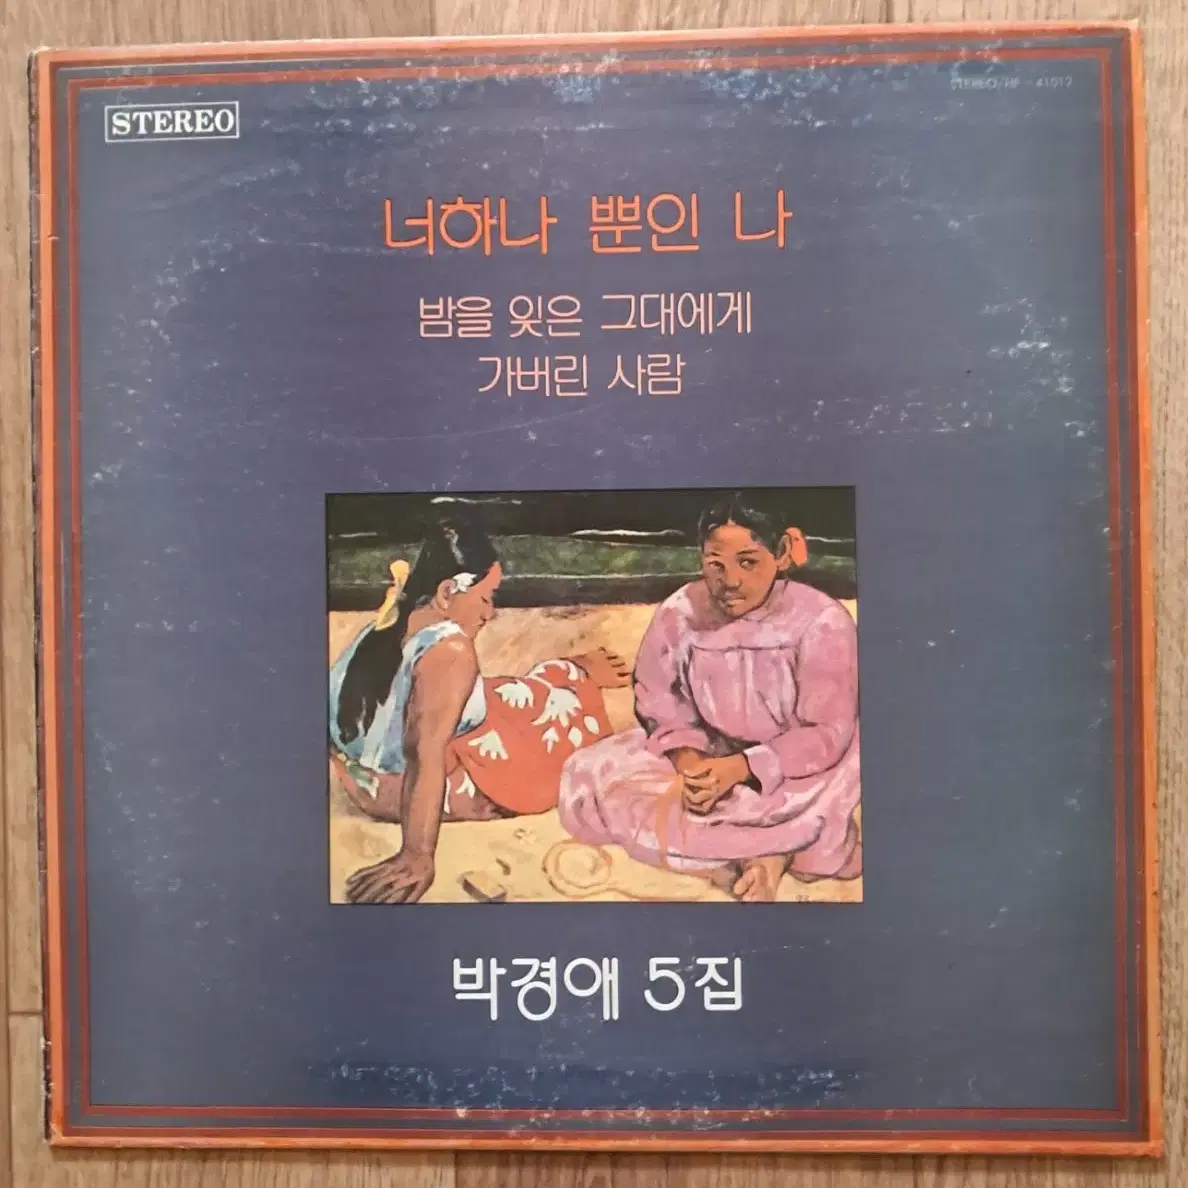 STEREO
너하나 뿐인 나
밤을 잊은 그대에게
가버린 사람
박경애 5집